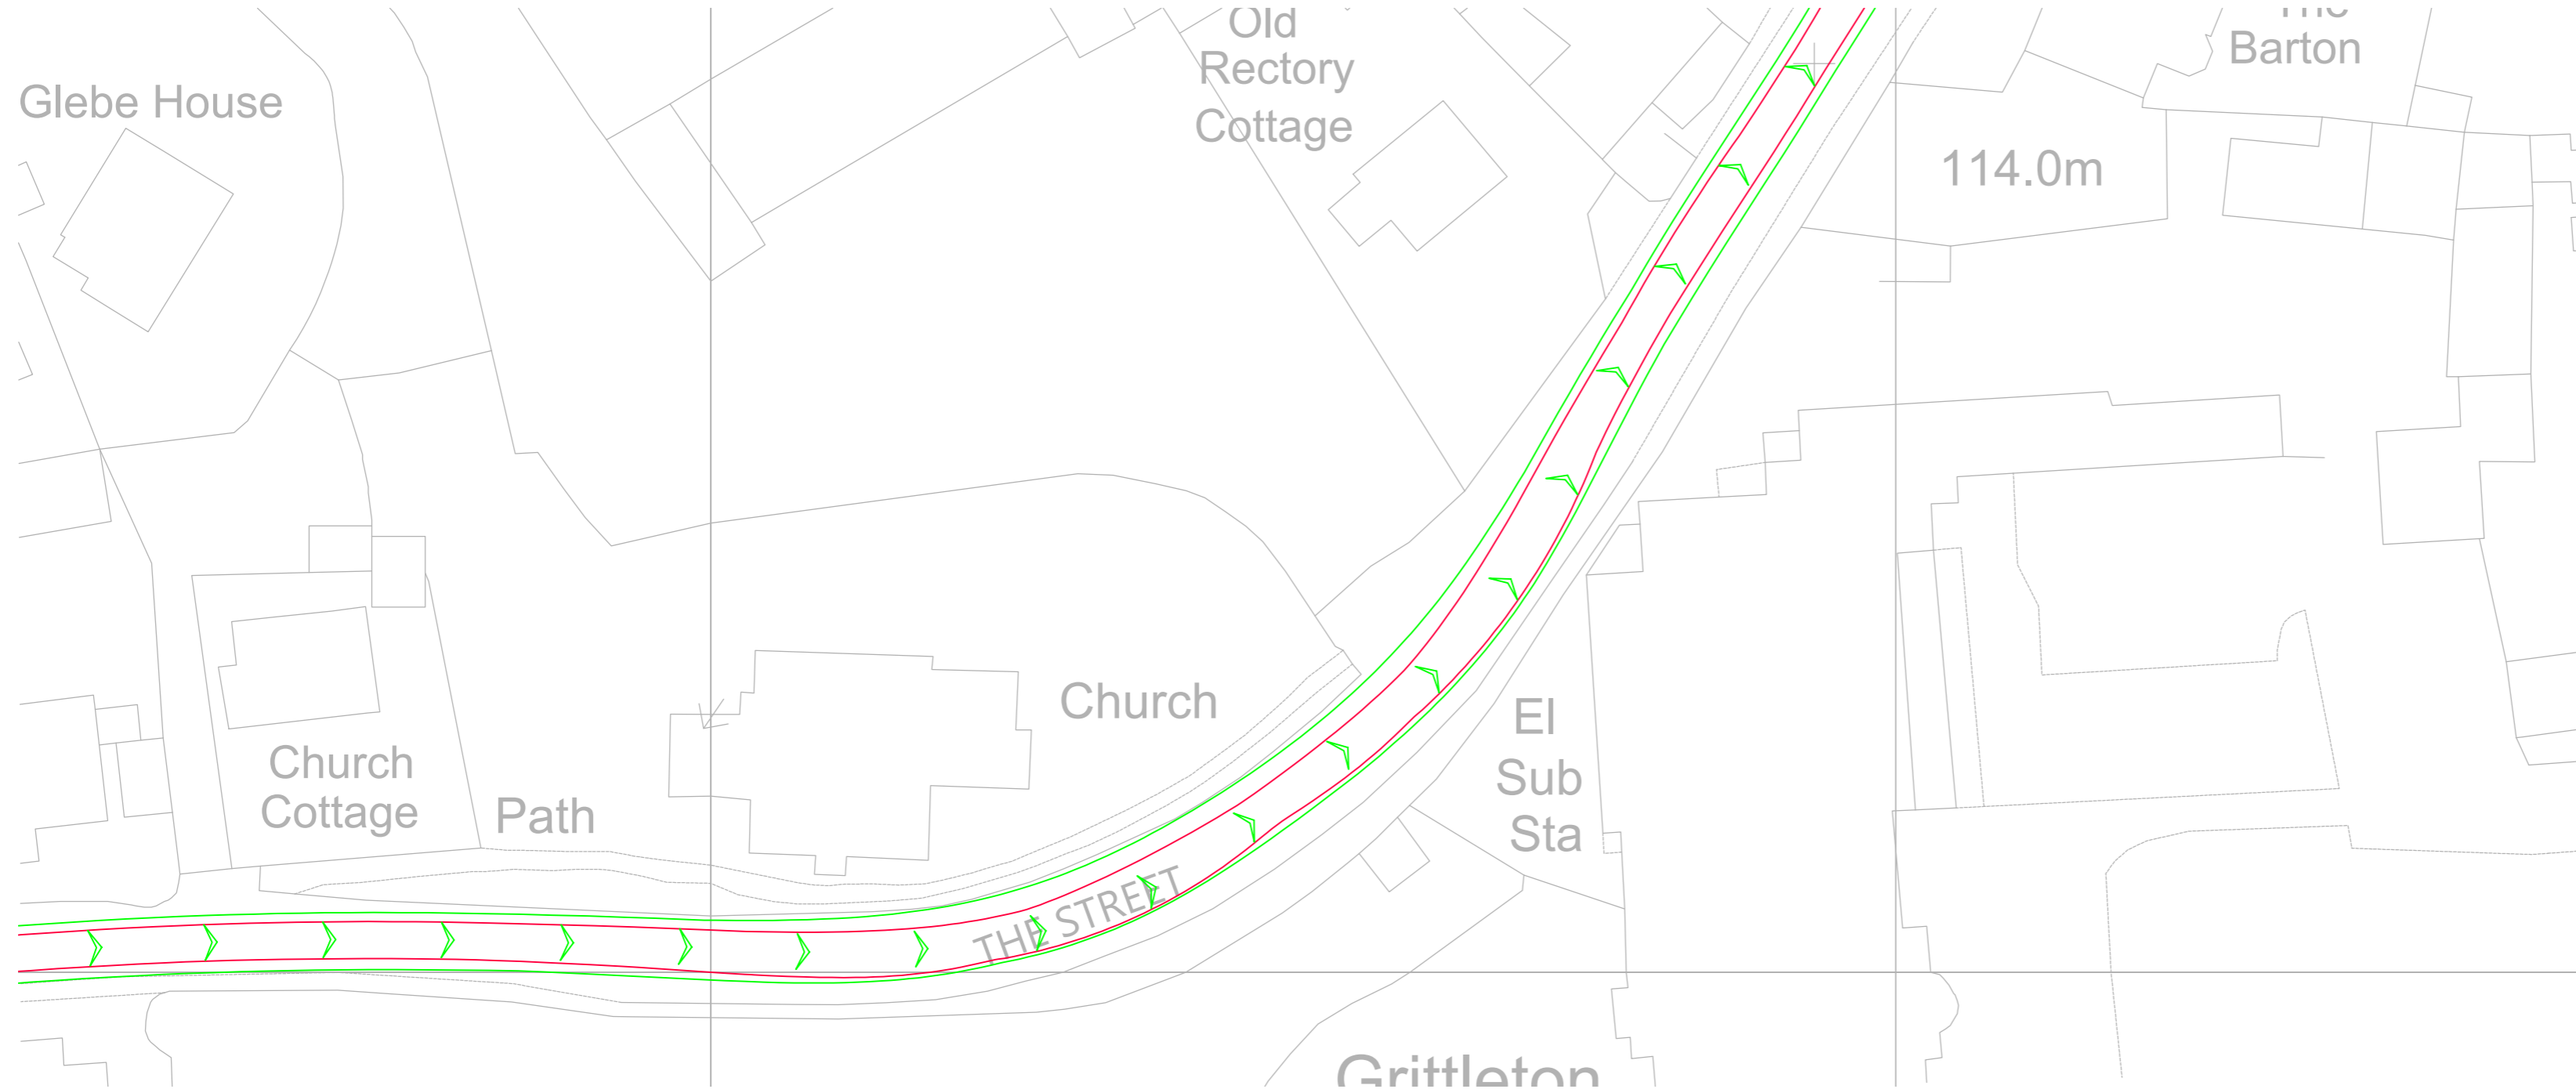 Glebe House
Old
Rectory
Cottage
Barton
114.0m
Church
Church
Cottage
Path
THE STREET
El
Sub
Sta
Grittleton